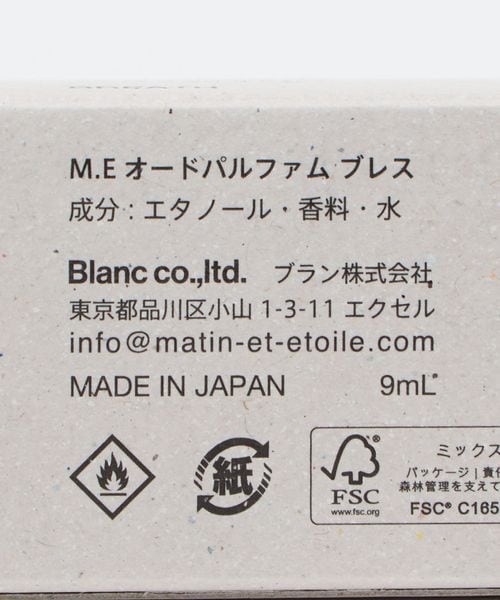 M.E オードパルファム ブレス
成分 : エタノール・香料・水
Blanc co.,ltd. ブラン株式会社
東京都品川区小山 1-3-11 エクセル
info@matin-et-etoile.com
MADE IN JAPAN 9mL
紙
FSC®
www.fsc.org
ミックス
パッケージ | 責任
森林管理を支えて
FSC® C165